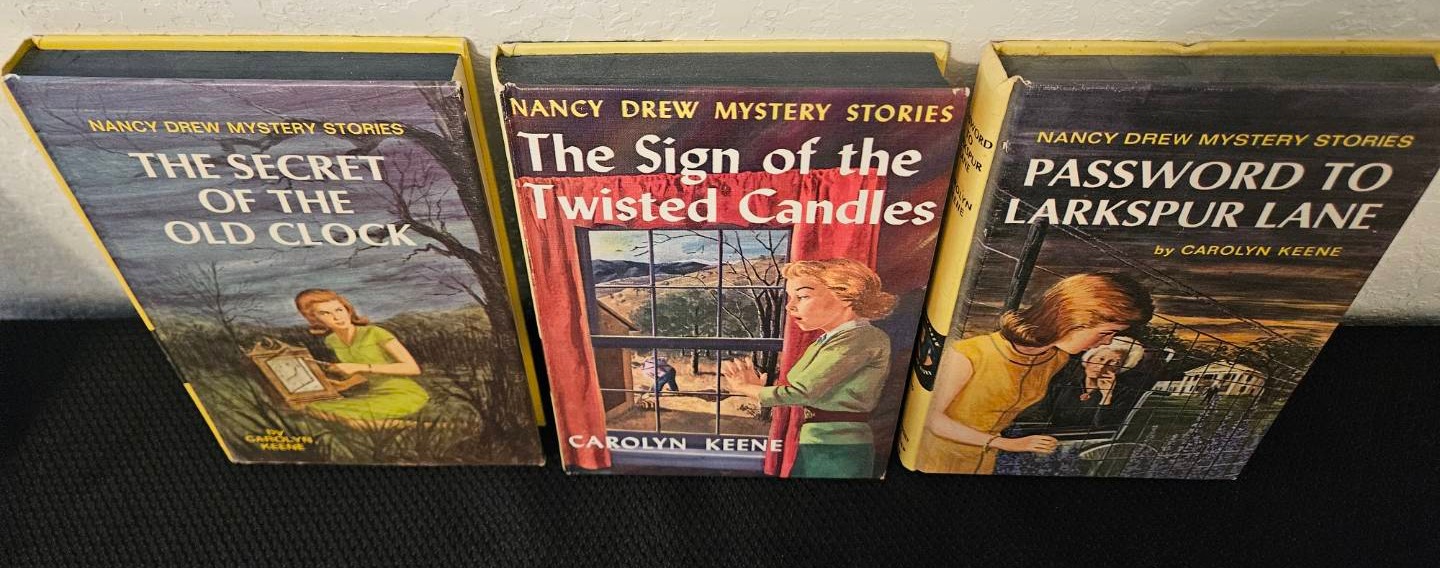 NANCY DREW MYSTERY STORIES
THE SECRET
OF THE
OLD CLOCK
BY
CAROLYN
KEENE
NANCY DREW MYSTERY STORIES
The Sign of the
Twisted Candles
CAROLYN KEENE
NANCY DREW MYSTERY STORIES
PASSWORD TO
LARKSPUR LANE
by CAROLYN KEENE